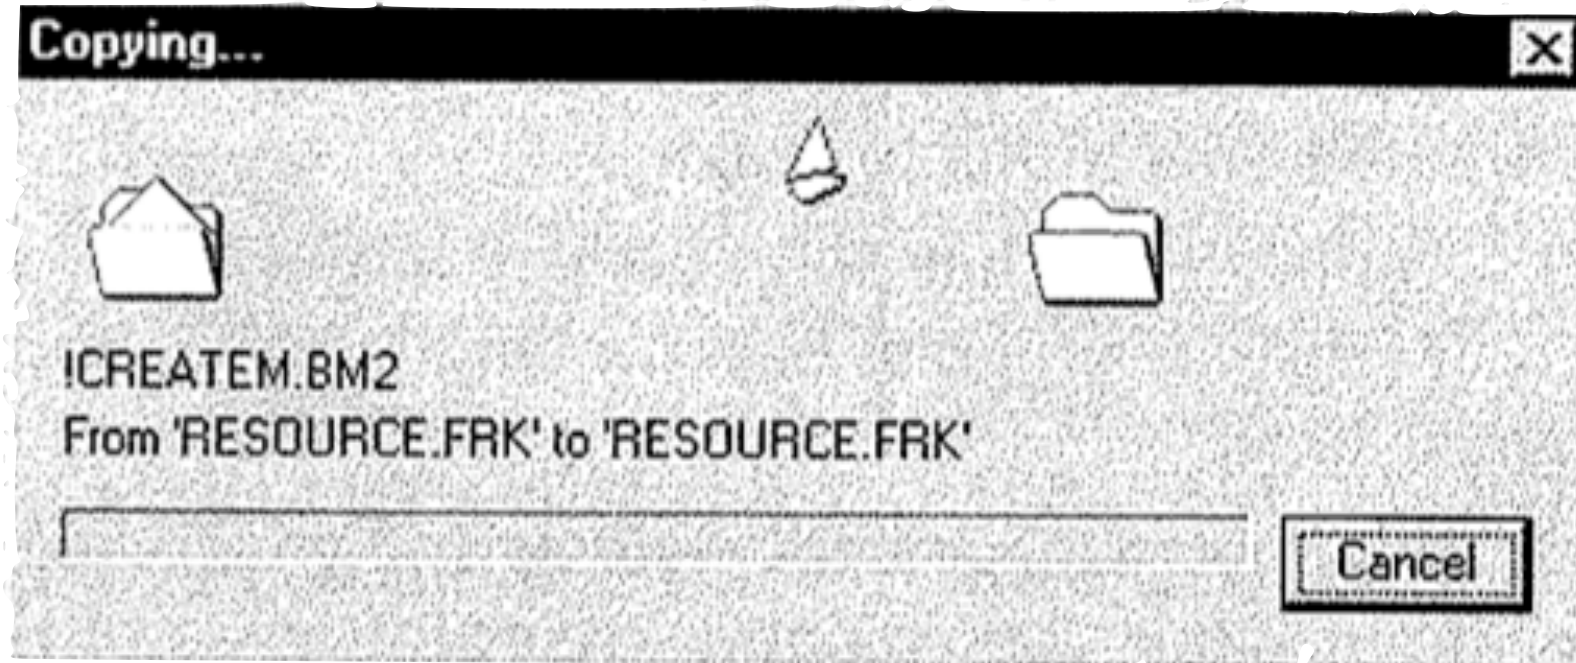 Copying...
!CREATEM.BM2
From 'RESOURCE.FRK' to 'RESOURCE.FRK'
Cancel